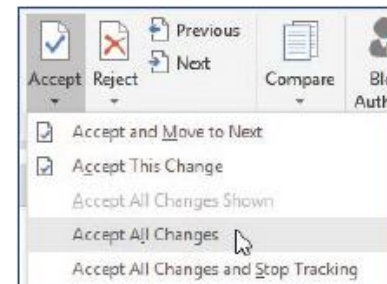 Previous
Next
Accept Reject
Compare
Accept and Move to Next
Accept This Change
Accept All Changes Shown
Accept All Changes
Accept All Changes and Stop Tracking